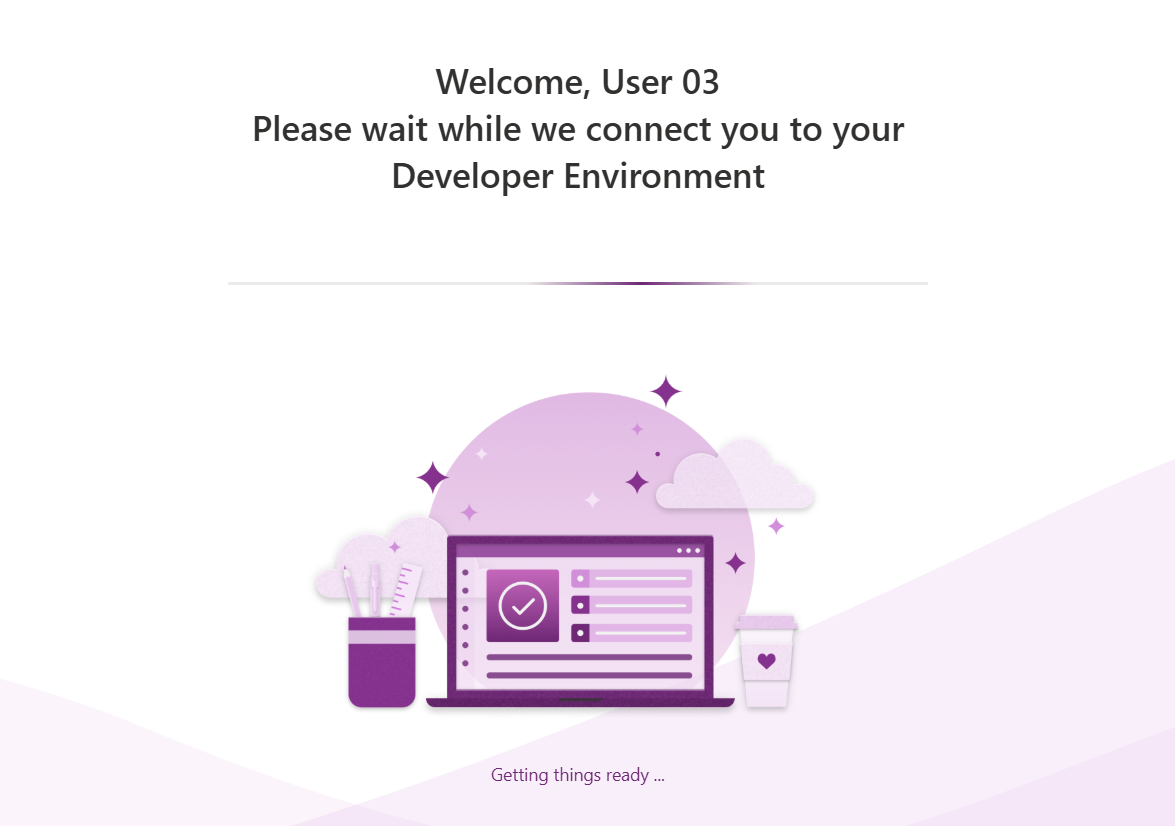 Welcome, User 03
Please wait while we connect you to your
Developer Environment
Getting things ready ...